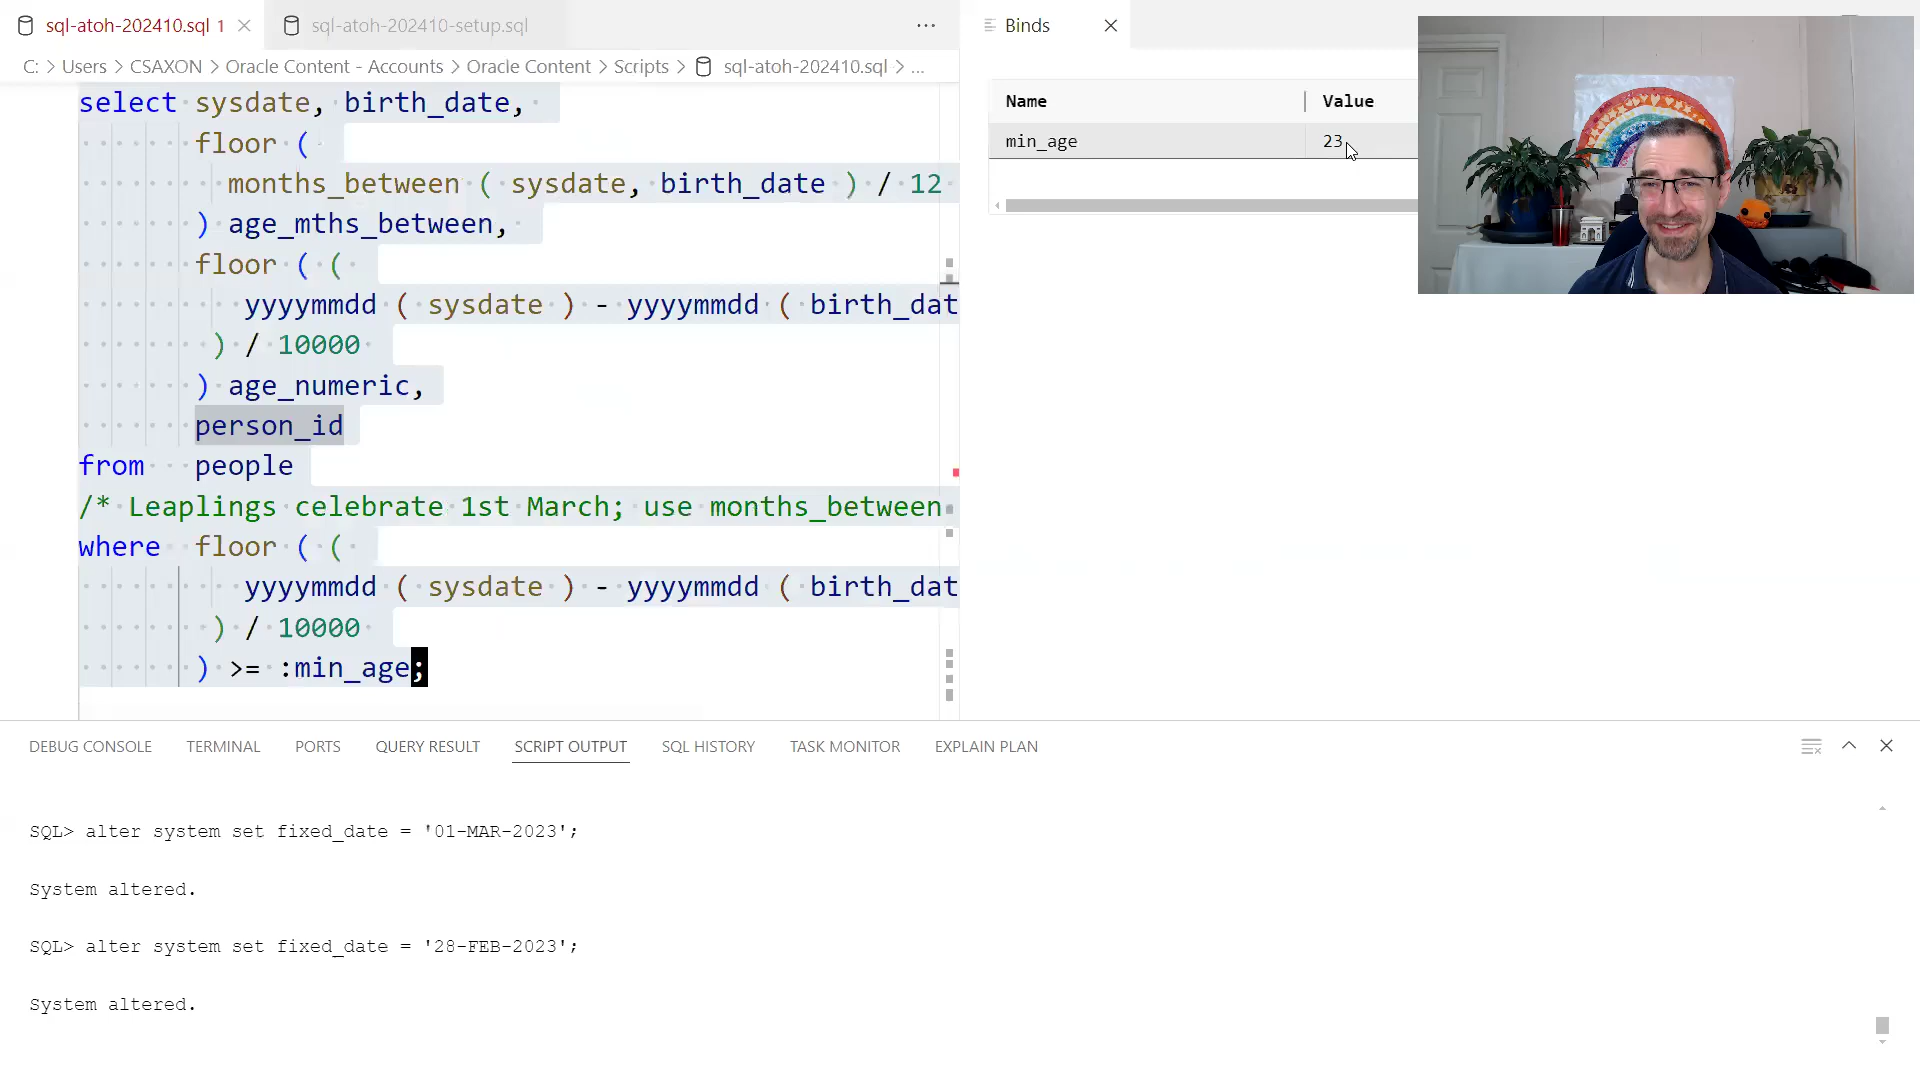 sql-atoh-202410.sql 1
sql-atoh-202410-setup.sql
Binds
C: > Users > CSAXON > Oracle Content - Accounts > Oracle Content > Scripts > sql-atoh-202410.sql > ...
Name Value
min_age 23
select sysdate, birth_date,
floor (
months_between ( sysdate, birth_date ) / 12
) age_mths_between,
floor ( (
yyyymmdd ( sysdate ) - yyyymmdd ( birth_dat
) / 10000
) age_numeric,
person_id
from people
/* Leaplings celebrate 1st March; use months_between
where floor ( (
yyyymmdd ( sysdate ) - yyyymmdd ( birth_dat
) / 10000
) >= :min_age;
DEBUG CONSOLE TERMINAL PORTS QUERY RESULT SCRIPT OUTPUT SQL HISTORY TASK MONITOR EXPLAIN PLAN
SQL> alter system set fixed_date = '01-MAR-2023';
System altered.
SQL> alter system set fixed_date = '28-FEB-2023';
System altered.